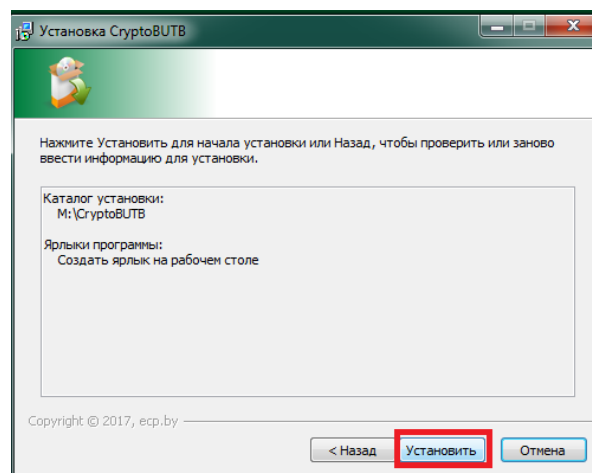 Установка CryptoBUTB
Нажмите Установить для начала установки или Назад, чтобы проверить или заново
ввести информацию для установки.
Каталог установки:
M:\CryptoBUTB
Ярлыки программы:
Создать ярлык на рабочем столе
Copyright © 2017, ecp.by
< Назад Установить Отмена